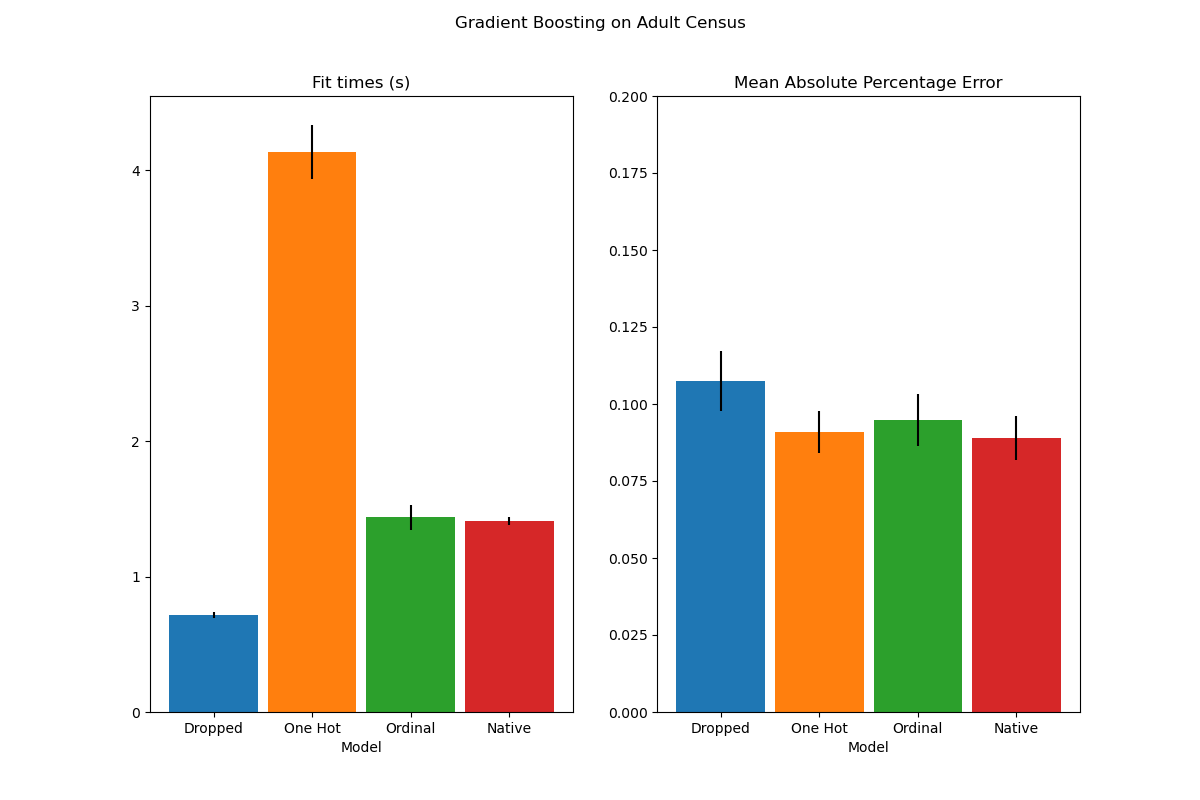 Gradient Boosting on Adult Census
Fit times (s)
4
3
2
1
0
Dropped One Hot Ordinal Native
Model
Mean Absolute Percentage Error
0.200
0.175
0.150
0.125
0.100
0.075
0.050
0.025
0.000
Dropped One Hot Ordinal Native
Model